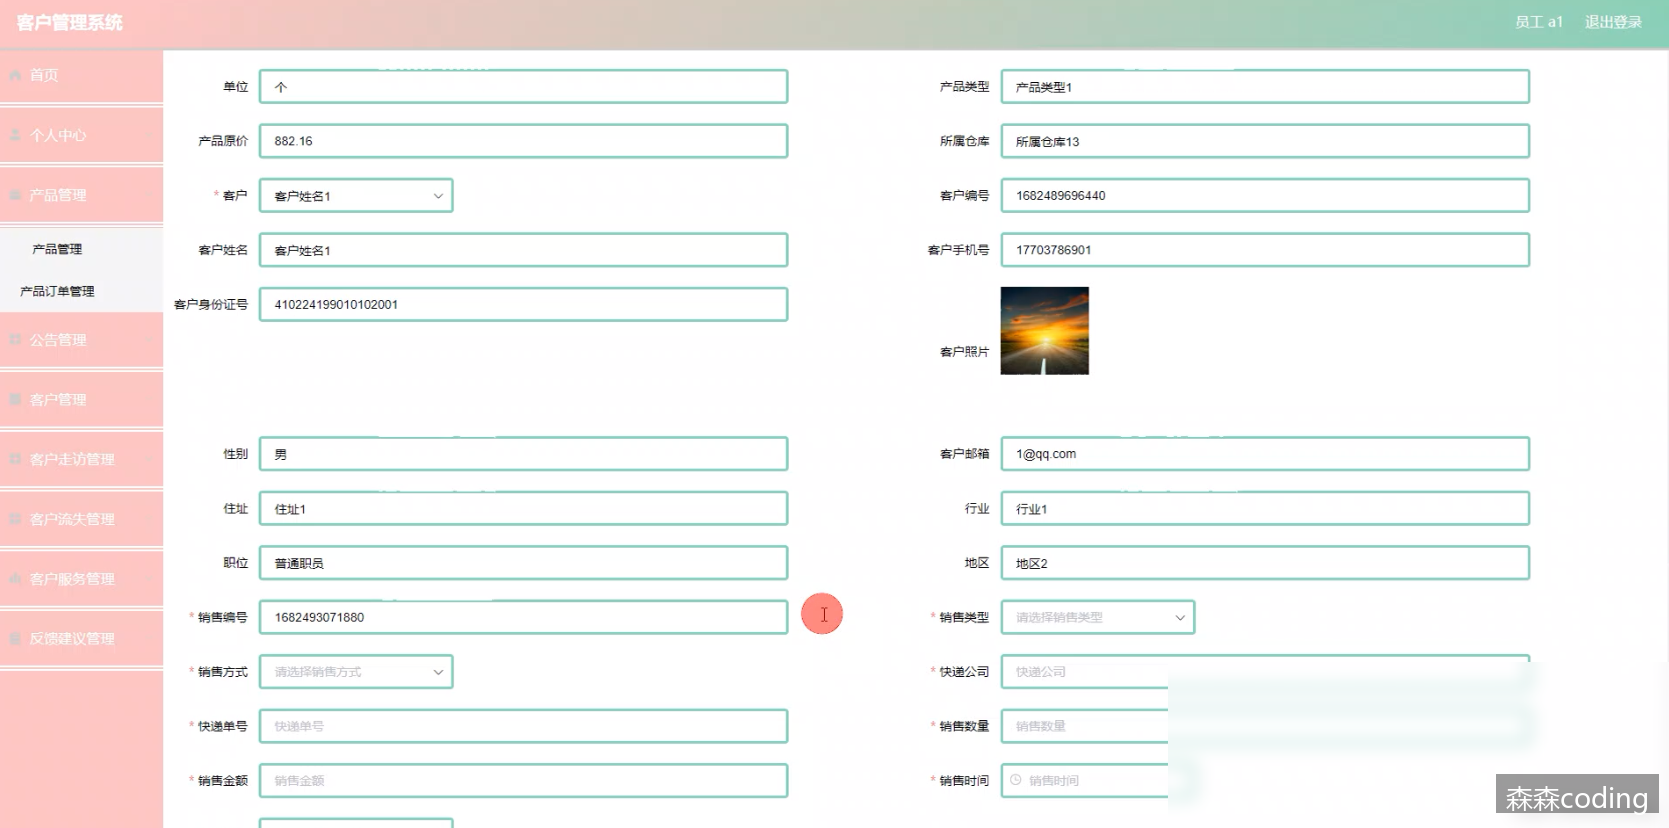 客户管理系统
员工 a1 退出登录
首页
个人中心
产品管理
产品管理
产品订单管理
公告管理
客户管理
客户走访管理
客户流失管理
客户服务管理
反馈建议管理
单位 个 产品类型 产品类型1
产品原价 882.16 所属仓库 所属仓库13
* 客户 客户姓名1 客户编号 1682489696440
客户姓名 客户姓名1 客户手机号 17703786901
客户身份证号 410224199010102001
客户照片
性别 男 客户邮箱 1@qq.com
住址 住址1 行业 行业1
职位 普通职员 地区 地区2
* 销售编号 1682493071880 * 销售类型 请选择销售类型
* 销售方式 请选择销售方式 * 快递公司 快递公司
* 快递单号 快递单号 * 销售数量 销售数量
* 销售金额 销售金额 * 销售时间 销售时间
森森coding